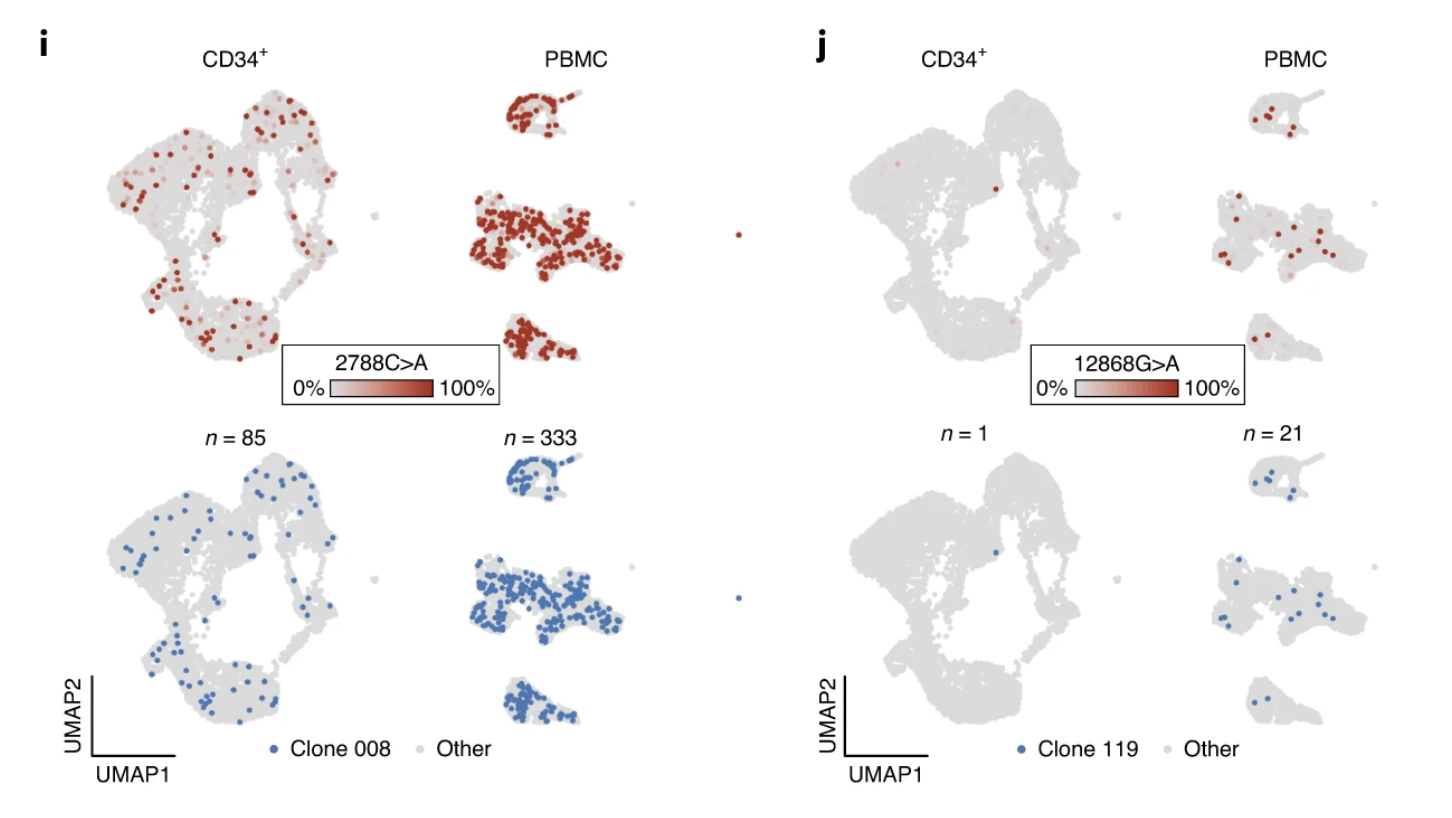 i
CD34+
PBMC
2788C>A
0% 100%
n = 85
n = 333
UMAP2
UMAP1
Clone 008
Other
j
CD34+
PBMC
12868G>A
0% 100%
n = 1
n = 21
UMAP2
UMAP1
Clone 119
Other